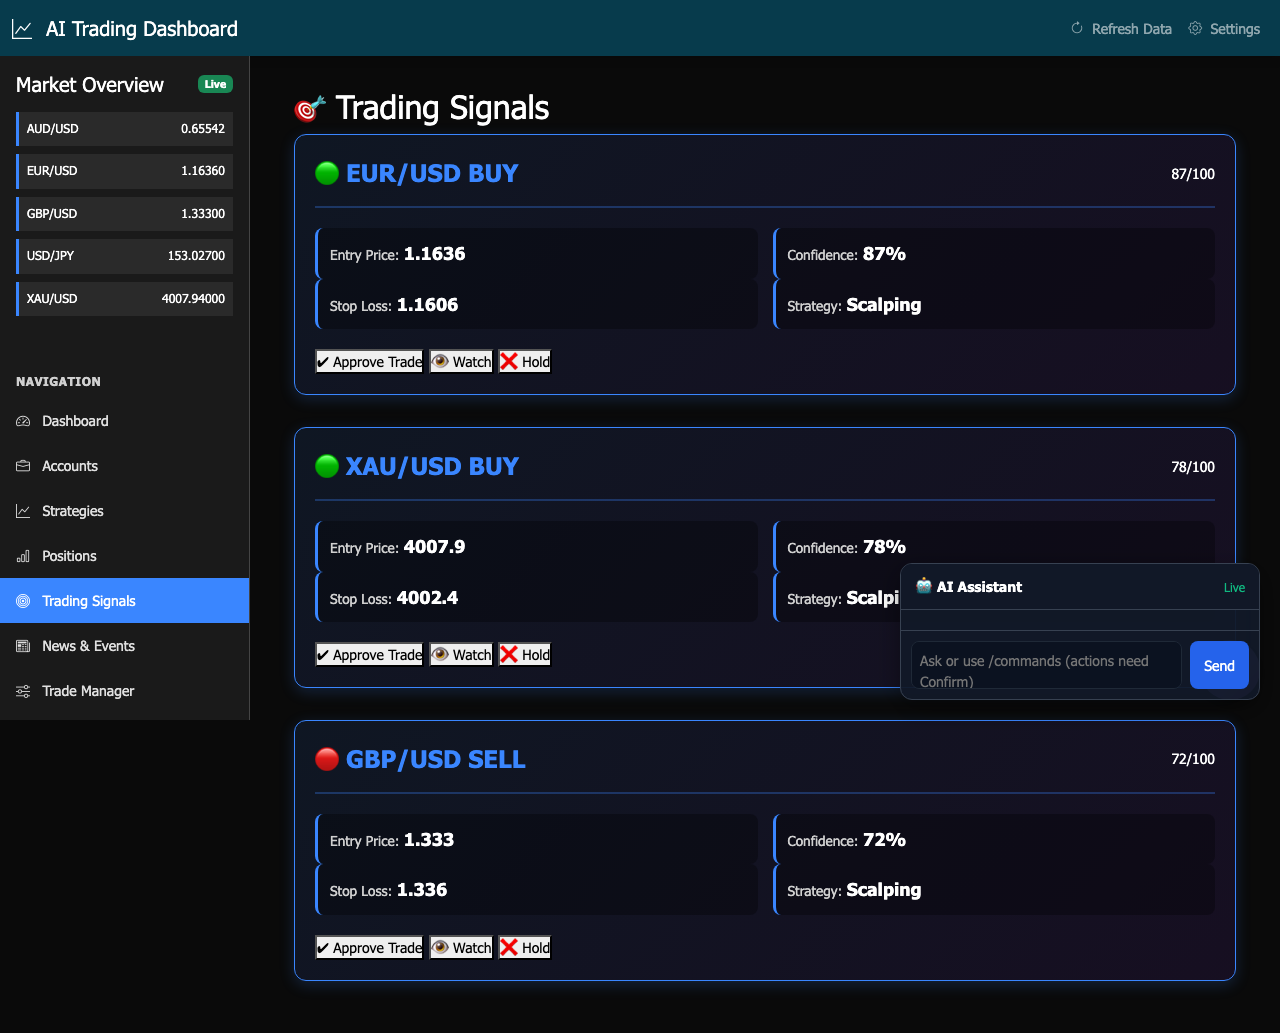 AI Trading Dashboard
Refresh Data
Settings
Market Overview
Live
AUD/USD 0.65542
EUR/USD 1.16360
GBP/USD 1.33300
USD/JPY 153.02700
XAU/USD 4007.94000
NAVIGATION
Dashboard
Accounts
Strategies
Positions
Trading Signals
News & Events
Trade Manager
🎯 Trading Signals
🟢 EUR/USD BUY
87/100
Entry Price: 1.1636
Confidence: 87%
Stop Loss: 1.1606
Strategy: Scalping
✔ Approve Trade 👁️ Watch ❌ Hold
🟢 XAU/USD BUY
78/100
Entry Price: 4007.9
Confidence: 78%
Stop Loss: 4002.4
Strategy: Scalpi
✔ Approve Trade 👁️ Watch ❌ Hold
🤖 AI Assistant
Live
Ask or use /commands (actions need
Confirm)
Send
🔴 GBP/USD SELL
72/100
Entry Price: 1.333
Confidence: 72%
Stop Loss: 1.336
Strategy: Scalping
✔ Approve Trade 👁️ Watch ❌ Hold